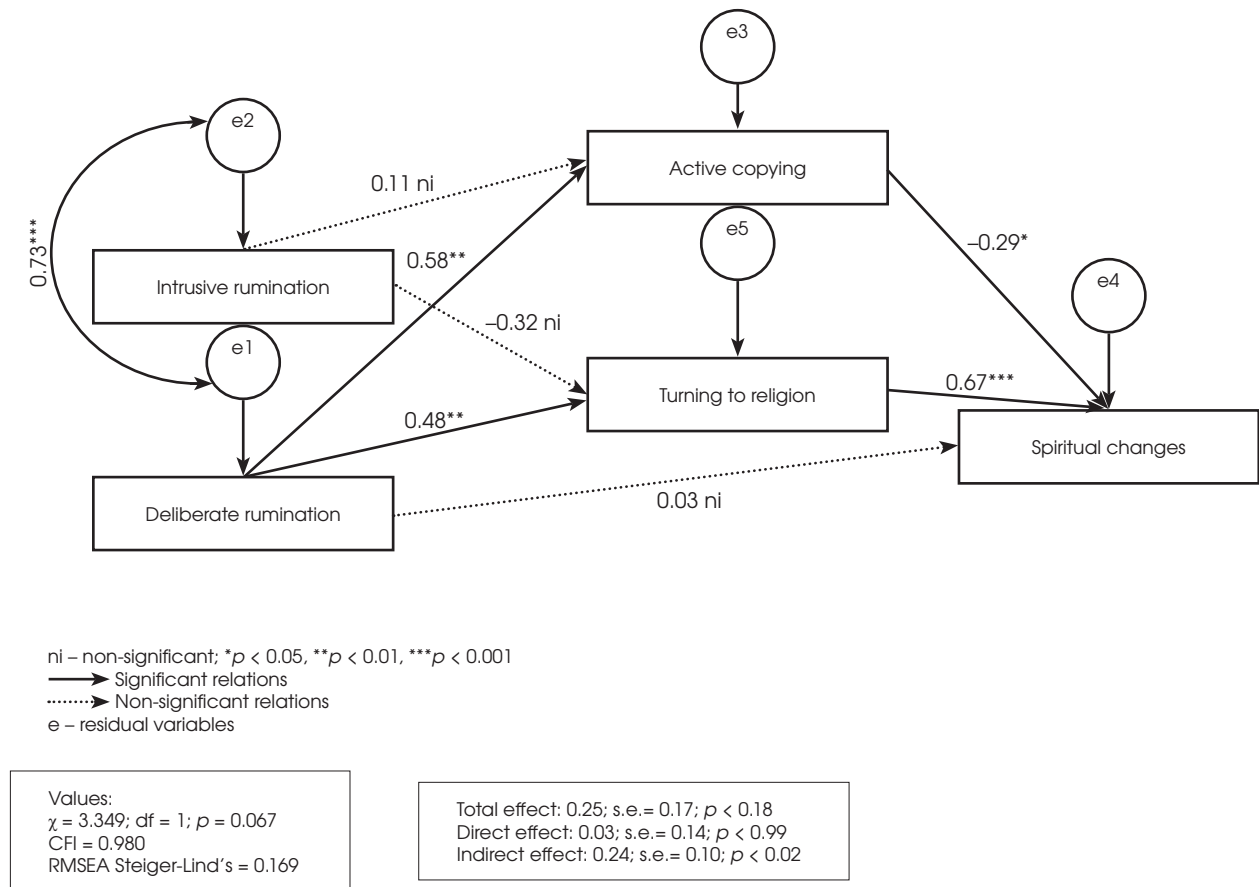 e3
e2
Active copying
0.11 ni
e5
0.73***
0.58**
–0.29*
e4
Intrusive rumination
–0.32 ni
e1
Turning to religion
0.67***
0.48**
Spiritual changes
0.03 ni
Deliberate rumination
ni – non-significant; *p < 0.05, **p < 0.01, ***p < 0.001
Significant relations
Non-significant relations
e – residual variables
Values:
χ = 3.349; df = 1; p = 0.067
CFI = 0.980
RMSEA Steiger-Lind's = 0.169
Total effect: 0.25; s.e.= 0.17; p < 0.18
Direct effect: 0.03; s.e.= 0.14; p < 0.99
Indirect effect: 0.24; s.e.= 0.10; p < 0.02